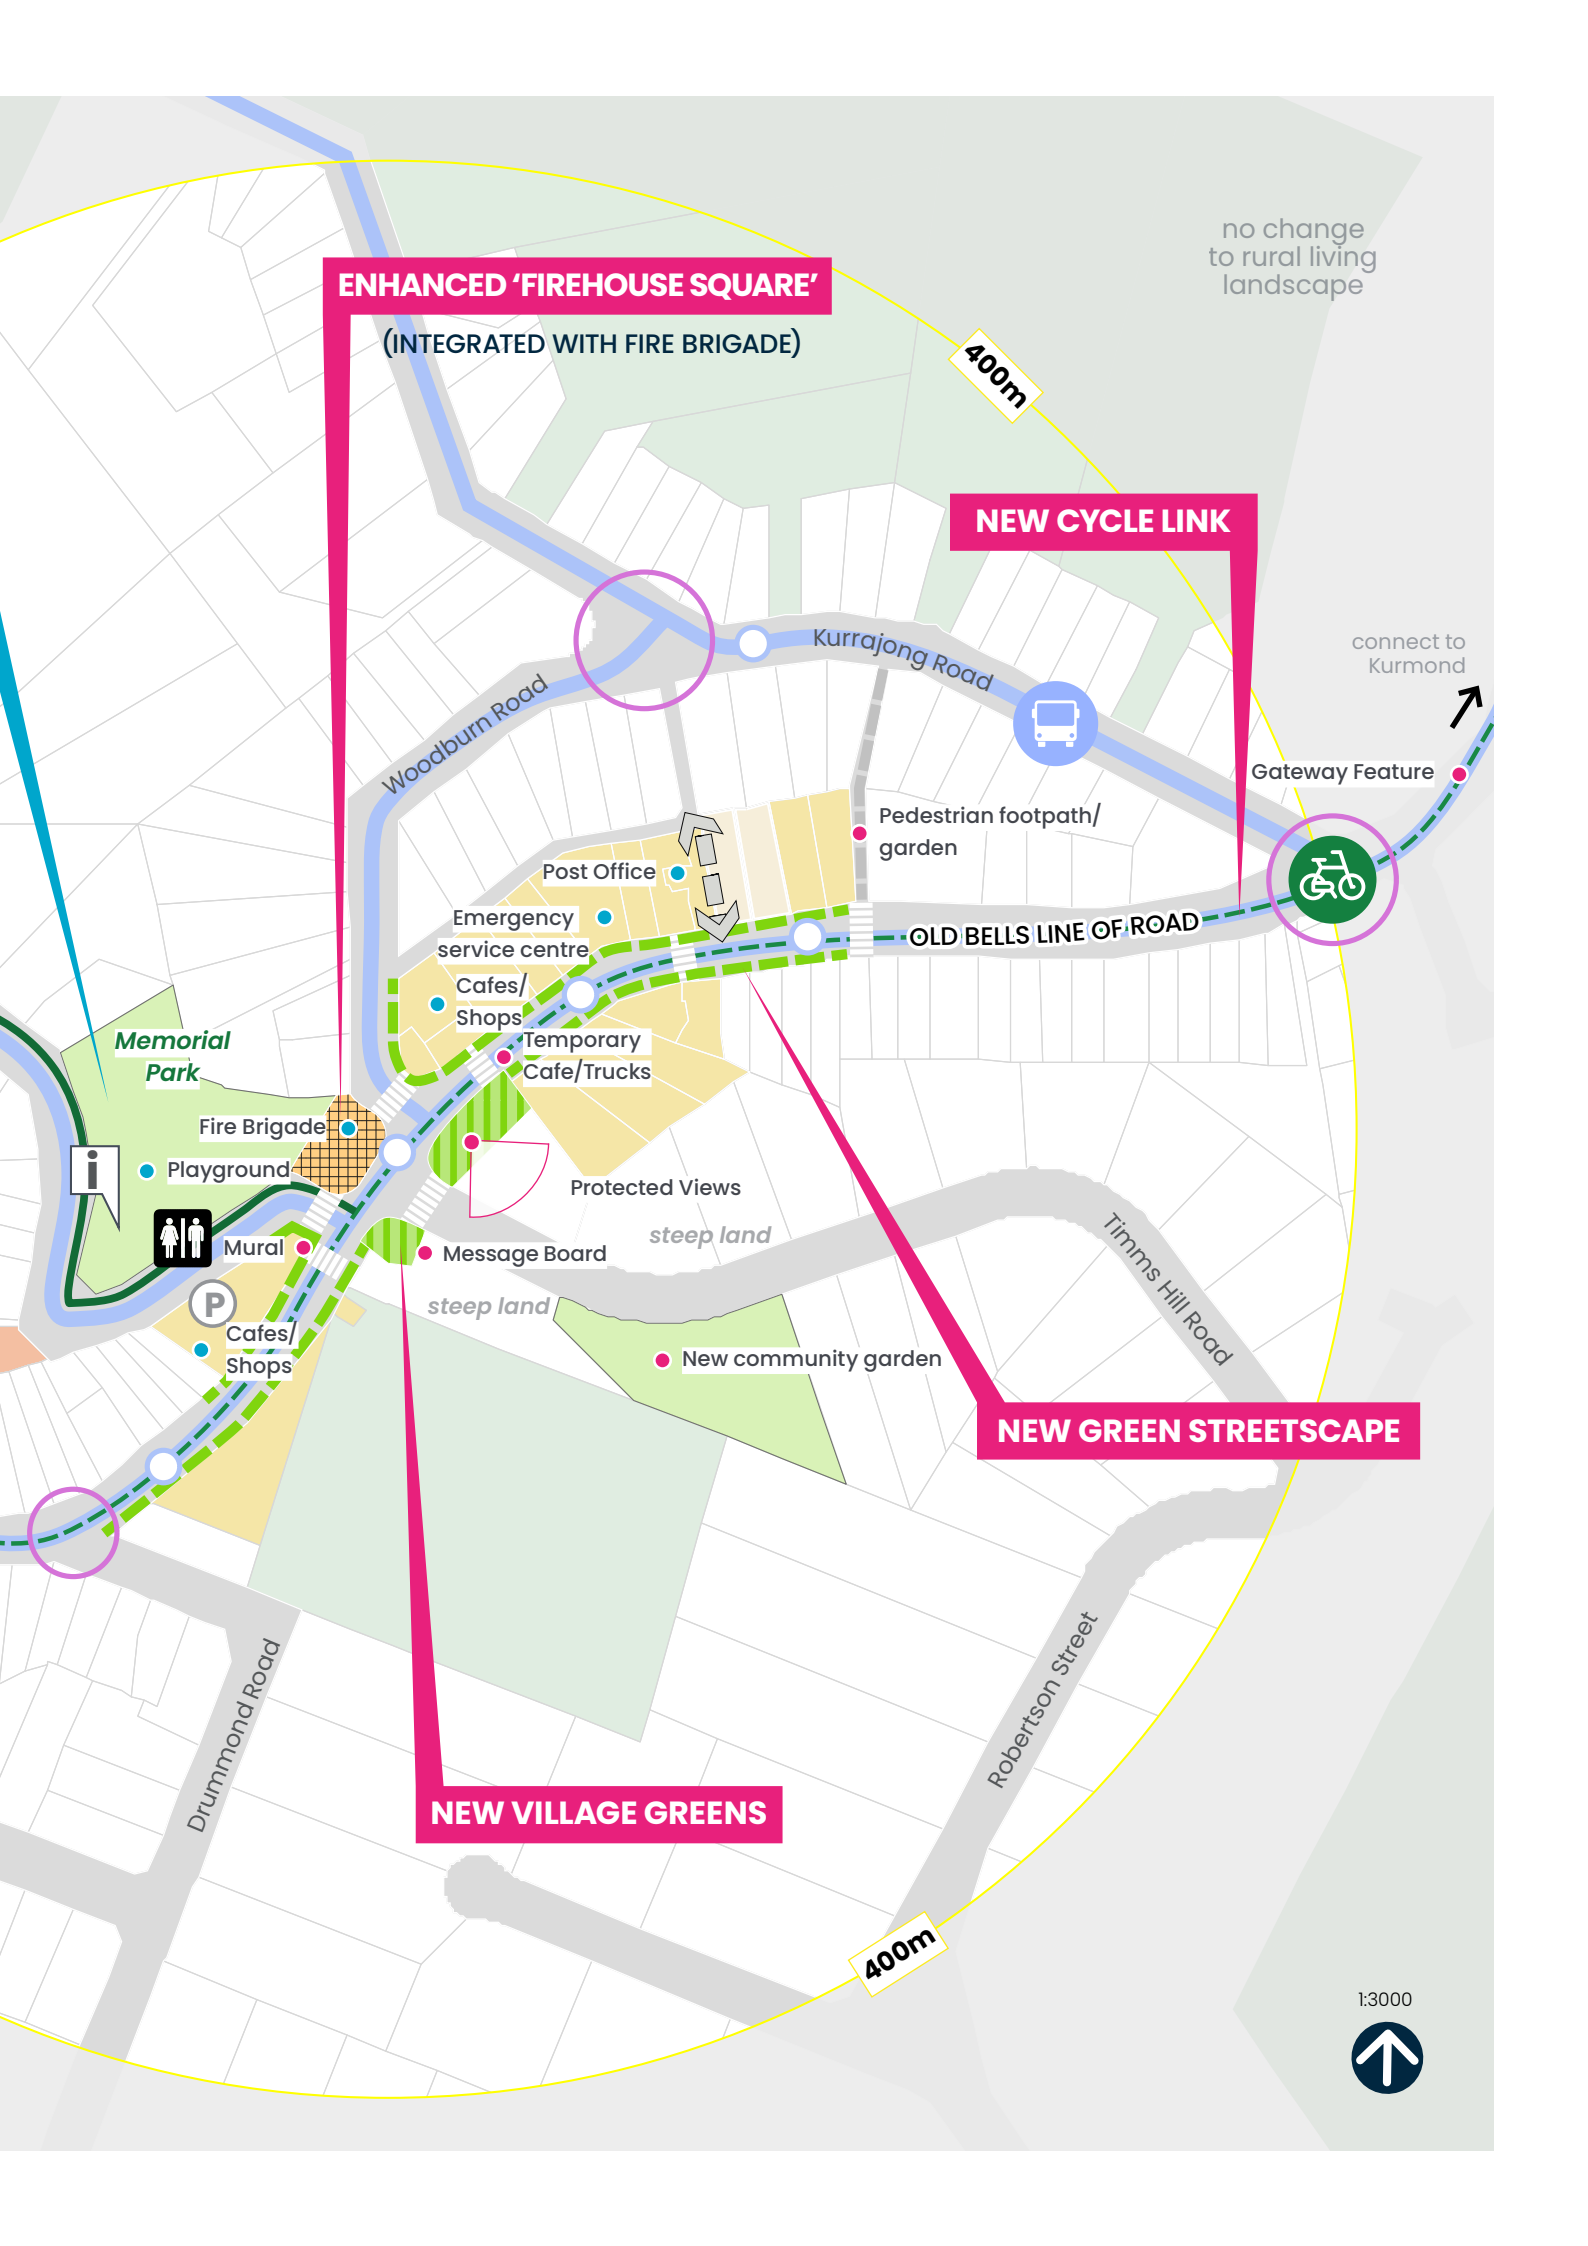 no change
to rural living
landscape
ENHANCED ‘FIREHOUSE SQUARE’
(INTEGRATED WITH FIRE BRIGADE)
400m
NEW CYCLE LINK
connect to
Kurmond
Kurrajong Road
Woodburn Road
Gateway Feature
Pedestrian footpath/
garden
Post Office
Emergency
service centre
OLD BELLS LINE OF ROAD
Cafes/
Shops
Temporary
Cafe/Trucks
Memorial
Park
Fire Brigade
Playground
i
Protected Views
steep land
Mural
Message Board
Timms Hill Road
P
steep land
Cafes/
Shops
New community garden
NEW GREEN STREETSCAPE
Drummond Road
Robertson Street
NEW VILLAGE GREENS
400m
1:3000